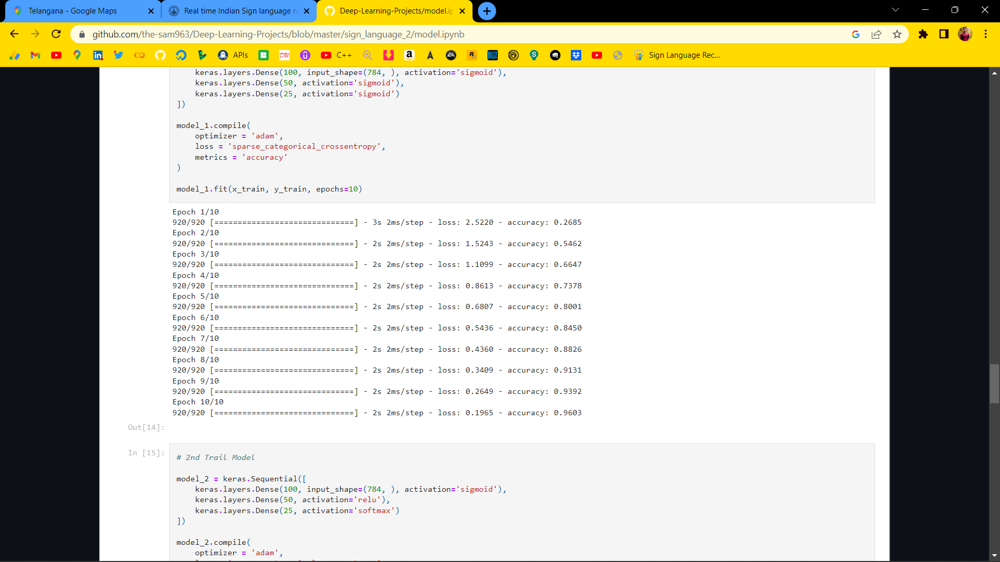 Telangana - Google Maps
Real time Indian Sign language re
Deep-Learning-Projects/model.ip
github.com/the-sam963/Deep-Learning-Projects/blob/master/sign_language_2/model.ipynb
APIs
DU
C++
EA
Sign Language Rec...
keras.layers.Dense(100, input_shape=(784, ), activation='sigmoid'),
keras.layers.Dense(50, activation='sigmoid'),
keras.layers.Dense(25, activation='sigmoid')
])
model_1.compile(
optimizer = 'adam',
loss = 'sparse_categorical_crossentropy',
metrics = 'accuracy'
)
model_1.fit(x_train, y_train, epochs=10)
Epoch 1/10
920/920 [==============================] - 3s 2ms/step - loss: 2.5220 - accuracy: 0.2685
Epoch 2/10
920/920 [==============================] - 2s 2ms/step - loss: 1.5243 - accuracy: 0.5462
Epoch 3/10
920/920 [==============================] - 2s 2ms/step - loss: 1.1099 - accuracy: 0.6647
Epoch 4/10
920/920 [==============================] - 2s 2ms/step - loss: 0.8613 - accuracy: 0.7378
Epoch 5/10
920/920 [==============================] - 2s 2ms/step - loss: 0.6807 - accuracy: 0.8001
Epoch 6/10
920/920 [==============================] - 2s 2ms/step - loss: 0.5436 - accuracy: 0.8450
Epoch 7/10
920/920 [==============================] - 2s 2ms/step - loss: 0.4360 - accuracy: 0.8826
Epoch 8/10
920/920 [==============================] - 2s 2ms/step - loss: 0.3409 - accuracy: 0.9131
Epoch 9/10
920/920 [==============================] - 2s 2ms/step - loss: 0.2649 - accuracy: 0.9392
Epoch 10/10
920/920 [==============================] - 2s 2ms/step - loss: 0.1965 - accuracy: 0.9603
Out[14]:
In [15]:
# 2nd Trail Model
model_2 = keras.Sequential([
keras.layers.Dense(100, input_shape=(784, ), activation='sigmoid'),
keras.layers.Dense(50, activation='relu'),
keras.layers.Dense(25, activation='softmax')
])
model_2.compile(
optimizer = 'adam',